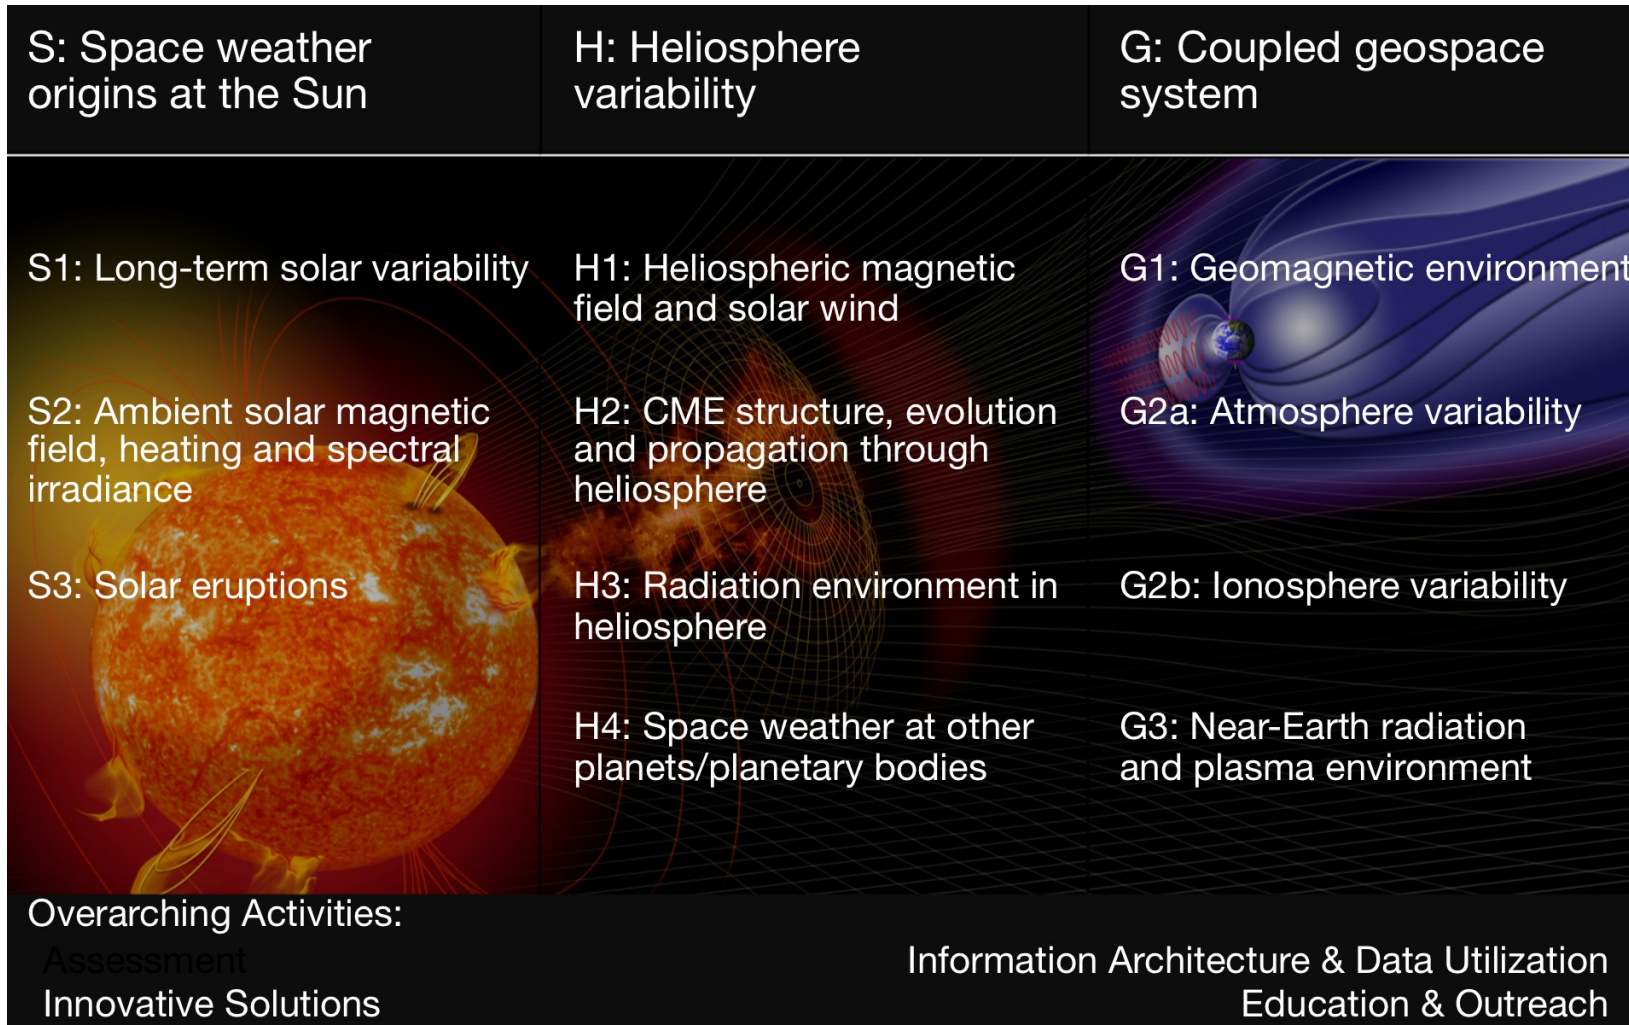 S: Space weather
origins at the Sun
H: Heliosphere
variability
G: Coupled geospace
system
S1: Long-term solar variability
S2: Ambient solar magnetic
field, heating and spectral
irradiance
S3: Solar eruptions
H1: Heliospheric magnetic
field and solar wind
H2: CME structure, evolution
and propagation through
heliosphere
H3: Radiation environment in
heliosphere
H4: Space weather at other
planets/planetary bodies
G1: Geomagnetic environment
G2a: Atmosphere variability
G2b: Ionosphere variability
G3: Near-Earth radiation
and plasma environment
Overarching Activities:
Assessment
Innovative Solutions
Information Architecture & Data Utilization
Education & Outreach